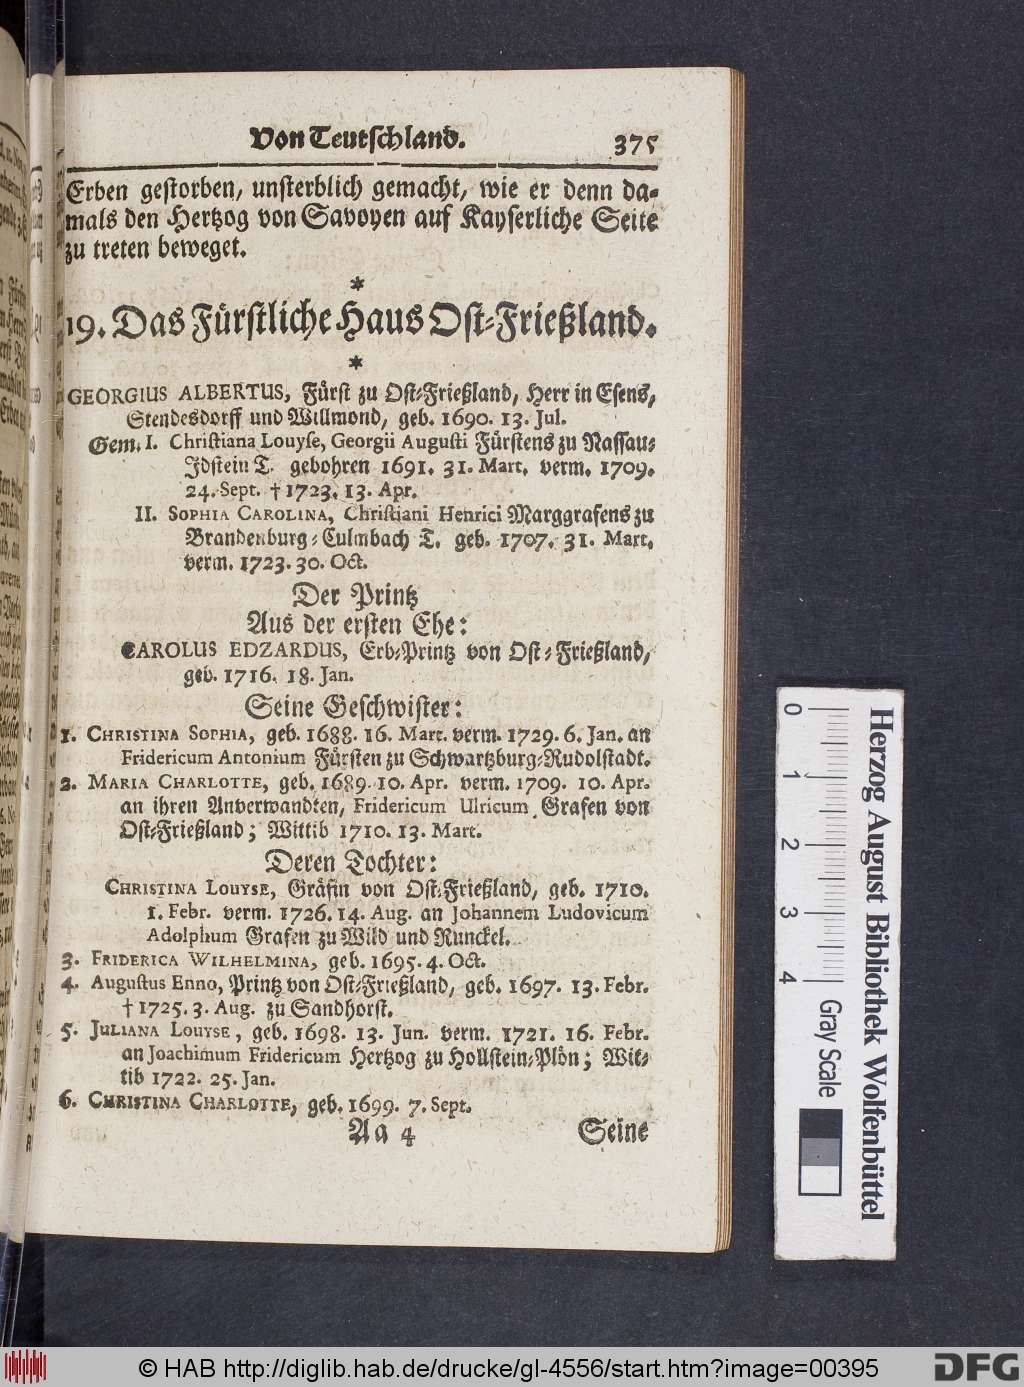 Von Teutschland. 375
Erben gestorben, unsterblich gemacht, wie er denn da-
mals den Hertzog von Savoyen auf Kayserliche Seite
zu treten beweget.
*
19. Das Fürstliche Haus Ost-Frießland.
*
GEORGIUS ALBERTUS, Fürst zu Ost-Frießland, Herr in Esens,
Stendesdorff und Willmond, geb. 1690. 13. Jul.
Gem. I. Christiana Louyse, Georgii Augusti Fürstens zu Nassau-
Idstein T. gebohren 1691. 31. Mart. verm. 1709.
24. Sept. † 1723. 13. Apr.
II. SOPHIA CAROLINA, Christiani Henrici Marggrafens zu
Brandenburg-Culmbach T. geb. 1707. 31. Mart.
verm. 1723. 30. Oct.
Der Printz
Aus der ersten Ehe:
CAROLUS EDZARDUS, Erb-Printz von Ost-Frießland,
geb. 1716. 18. Jan.
Seine Geschwister:
1. CHRISTINA SOPHIA, geb. 1688. 16. Mart. verm. 1729. 6. Jan. an
Fridericum Antonium Fürsten zu Schwartzburg-Rudolstadt.
2. MARIA CHARLOTTE, geb. 1689. 10. Apr. verm. 1709. 10. Apr.
an ihren Anverwandten, Fridericum Ulricum Grafen von
Ost-Frießland; Wittib 1710. 13. Mart.
Deren Tochter:
CHRISTINA LOUYSE, Gräfin von Ost-Frießland, geb. 1710.
1. Febr. verm. 1726. 14. Aug. an Johannem Ludovicum
Adolphum Grafen zu Wild und Runckel.
3. FRIDERICA WILHELMINA, geb. 1695. 4. Oct.
4. Augustus Enno, Printz von Ost-Frießland, geb. 1697. 13. Febr.
† 1725. 3. Aug. zu Sandhorst.
5. JULIANA LOUYSE, geb. 1698. 13. Jun. verm. 1721. 16. Febr.
an Joachimum Fridericum Hertzog zu Hollstein-Plön; Wit-
tib 1722. 25. Jan.
6. CHRISTINA CHARLOTTE, geb. 1699. 7. Sept.
Aa 4 Seine
0 1 2 3 4 Gray Scale
Herzog August Bibliothek Wolfenbüttel
© HAB http://diglib.hab.de/drucke/gl-4556/start.htm?image=00395
DFG